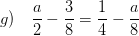 g) a/2 − 3/8 = 1/4 − a/8